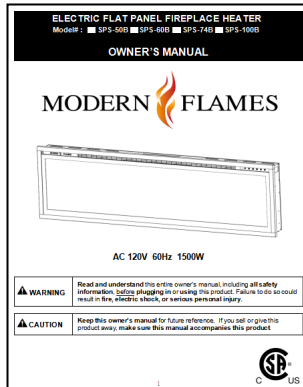 ELECTRIC FLAT PANEL FIREPLACE HEATER
Model# : SPS-50B SPS-60B SPS-74B SPS-100B
OWNER'S MANUAL
MODERN FLAMES
AC 120V 60Hz 1500W
WARNING
Read and understand this entire owner's manual, including all safety
information, before plugging in or using this product. Failure to do so could
result in fire, electric shock, or serious personal injury.
CAUTION
Keep this owner's manual for future reference. If you sell or give this
product away, make sure this manual accompanies this product
C US
1